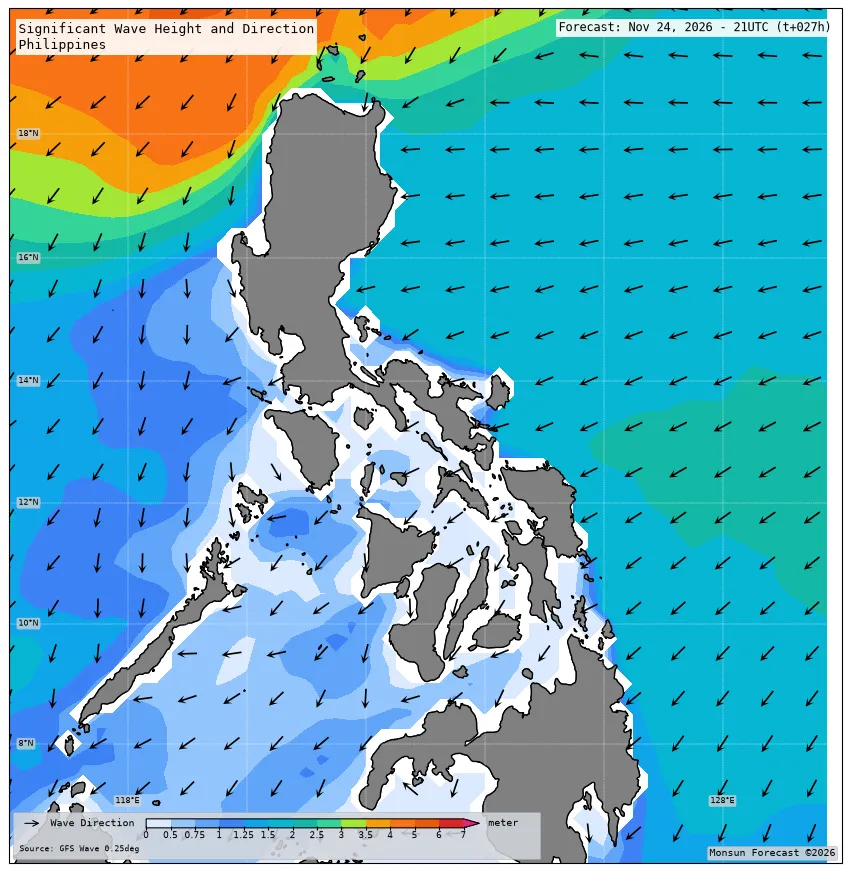 Significant Wave Height and Direction
Philippines
Forecast: Nov 24, 2026 - 21UTC (t+027h)
18°N
16°N
14°N
12°N
10°N
8°N
118°E
128°E
Wave Direction
meter
0 0.5 0.75 1 1.25 1.5 2 2.5 3 3.5 4 5 6 7
Source: GFS Wave 0.25deg
Monsun Forecast ©2026